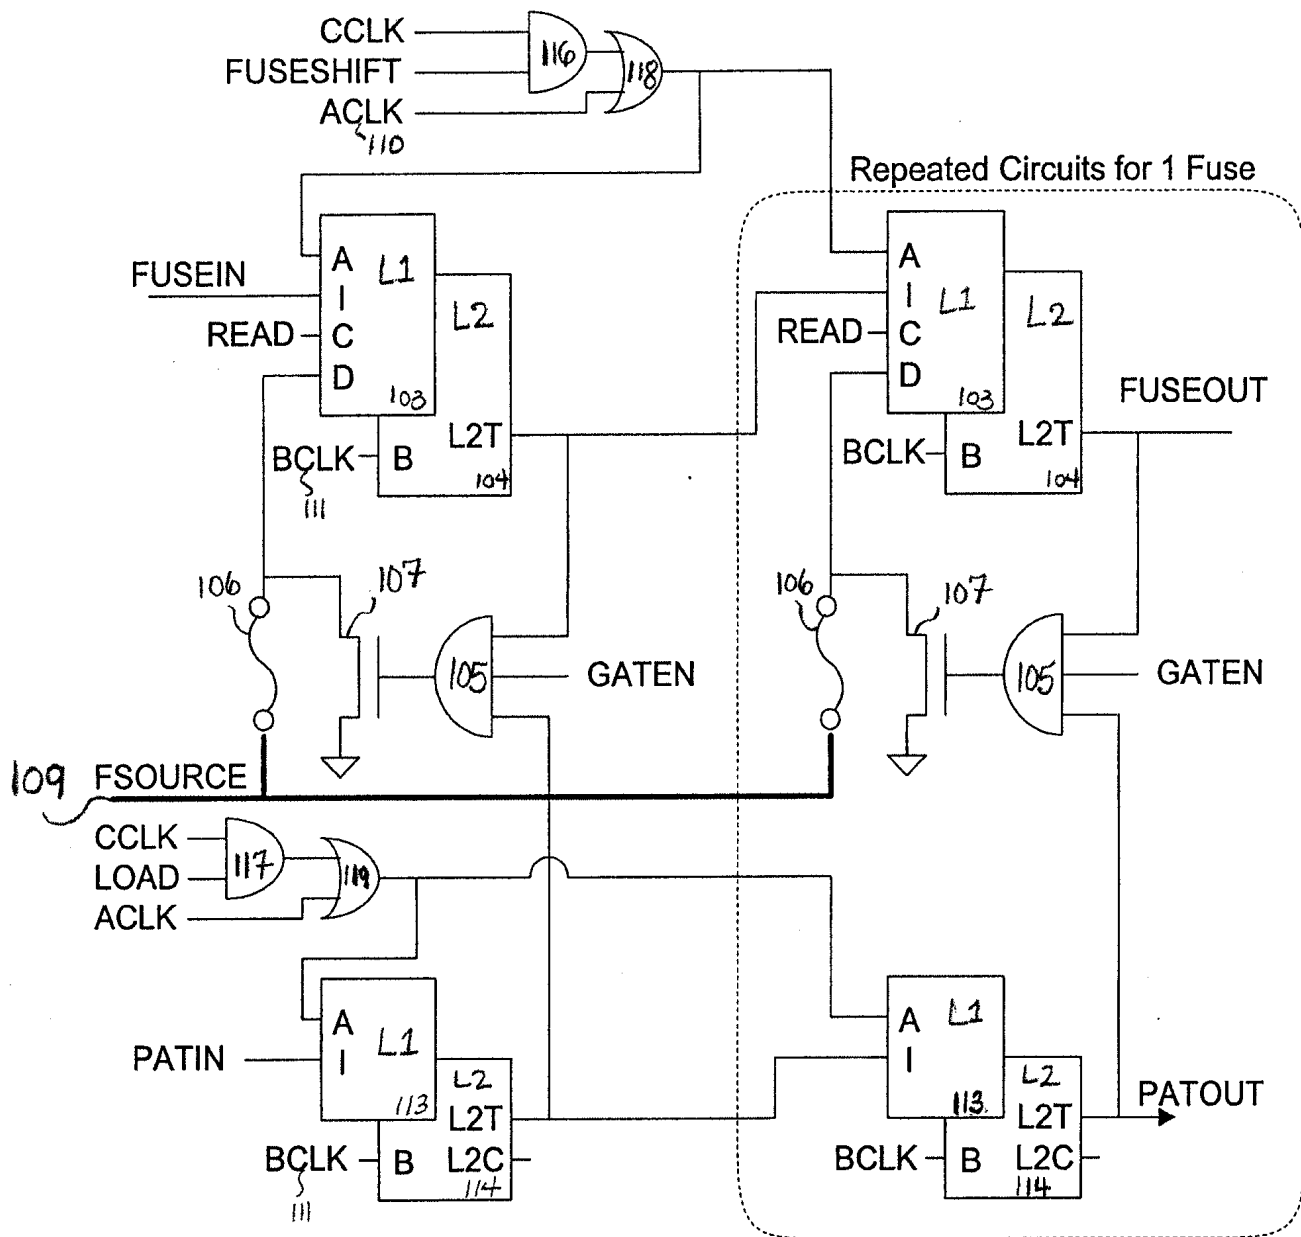 CCLK
FUSESHIFT
ACLK
110
116
118
Repeated Circuits for 1 Fuse
FUSEIN
READ
A
I
C
D
L1
103
L2
L2T
104
BCLK
B
111
READ
A
I
C
D
L1
103
L2
L2T
104
BCLK
B
FUSEOUT
106
107
105
GATEN
106
107
105
GATEN
109 FSOURCE
CCLK
LOAD
ACLK
117
119
PATIN
A
I
L1
113
L2
L2T
L2C
114
BCLK
B
111
A
I
L1
113.
L2
L2T
L2C
114
BCLK
B
PATOUT